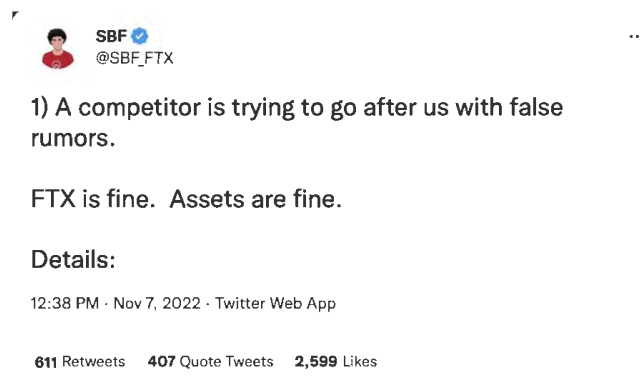 SBF
@SBF_FTX
1) A competitor is trying to go after us with false
rumors.
FTX is fine.  Assets are fine.
Details:
12:38 PM · Nov 7, 2022 · Twitter Web App
611 Retweets 407 Quote Tweets 2,599 Likes